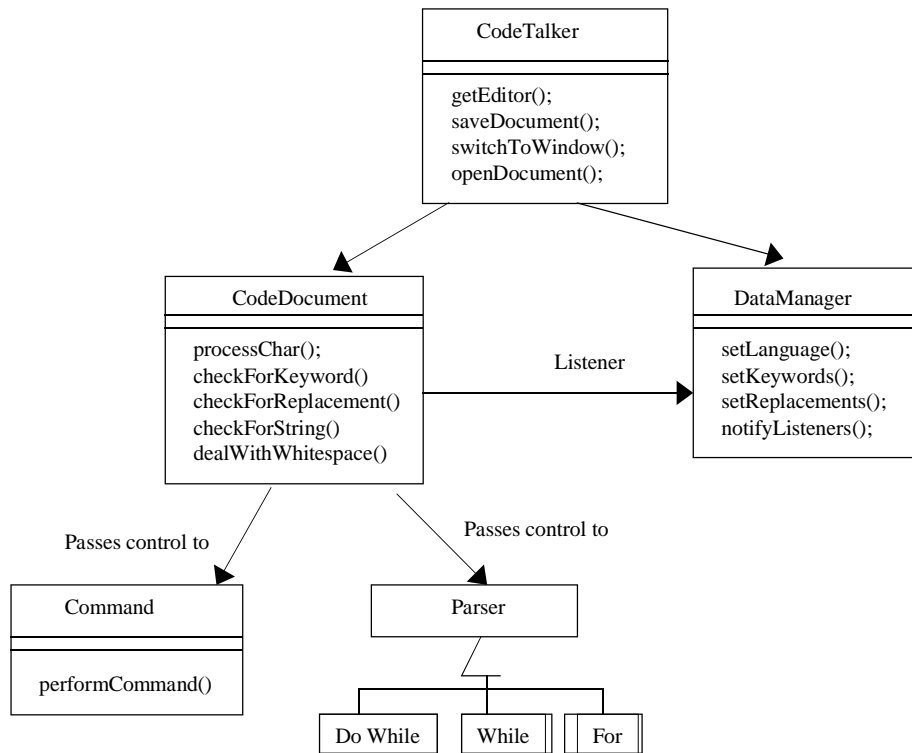 CodeTalker
getEditor();
saveDocument();
switchToWindow();
openDocument();
CodeDocument
processChar();
checkForKeyword()
checkForReplacement()
checkForString()
dealWithWhitespace()
Listener
DataManager
setLanguage();
setKeywords();
setReplacements();
notifyListeners();
Passes control to
Passes control to
Command
performCommand()
Parser
Do While
While
For